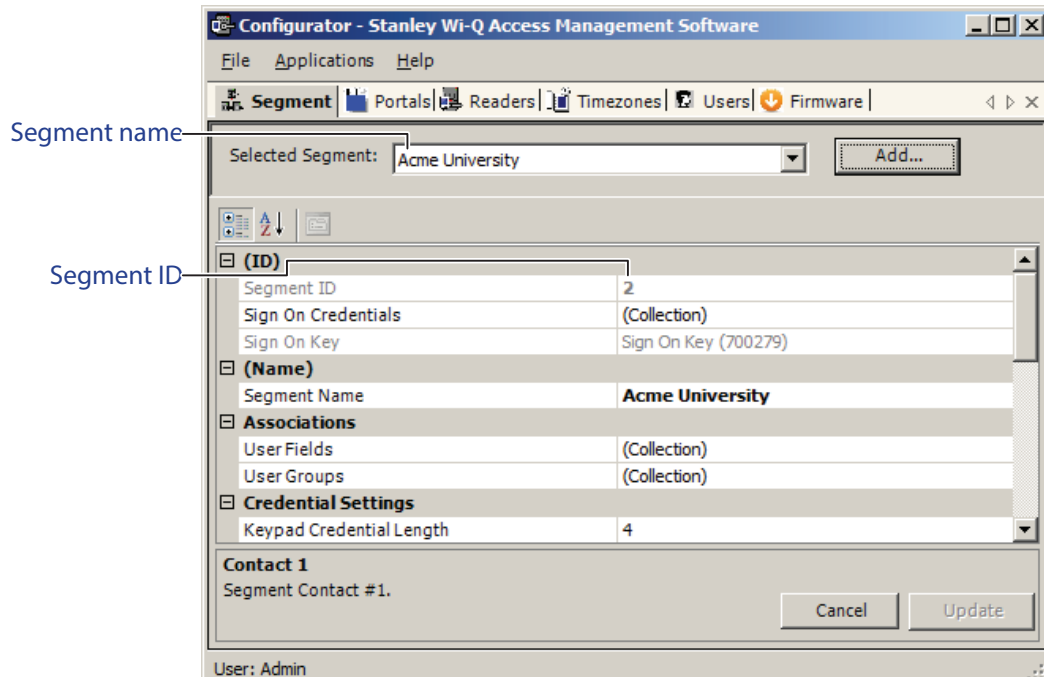 Configurator - Stanley Wi-Q Access Management Software
File Applications Help
Segment Portals Readers Timezones Users Firmware
Segment name
Selected Segment: Acme University Add...
(ID)
Segment ID
Segment ID 2
Sign On Credentials (Collection)
Sign On Key Sign On Key (700279)
(Name)
Segment Name Acme University
Associations
User Fields (Collection)
User Groups (Collection)
Credential Settings
Keypad Credential Length 4
Contact 1
Segment Contact #1.
Cancel Update
User: Admin